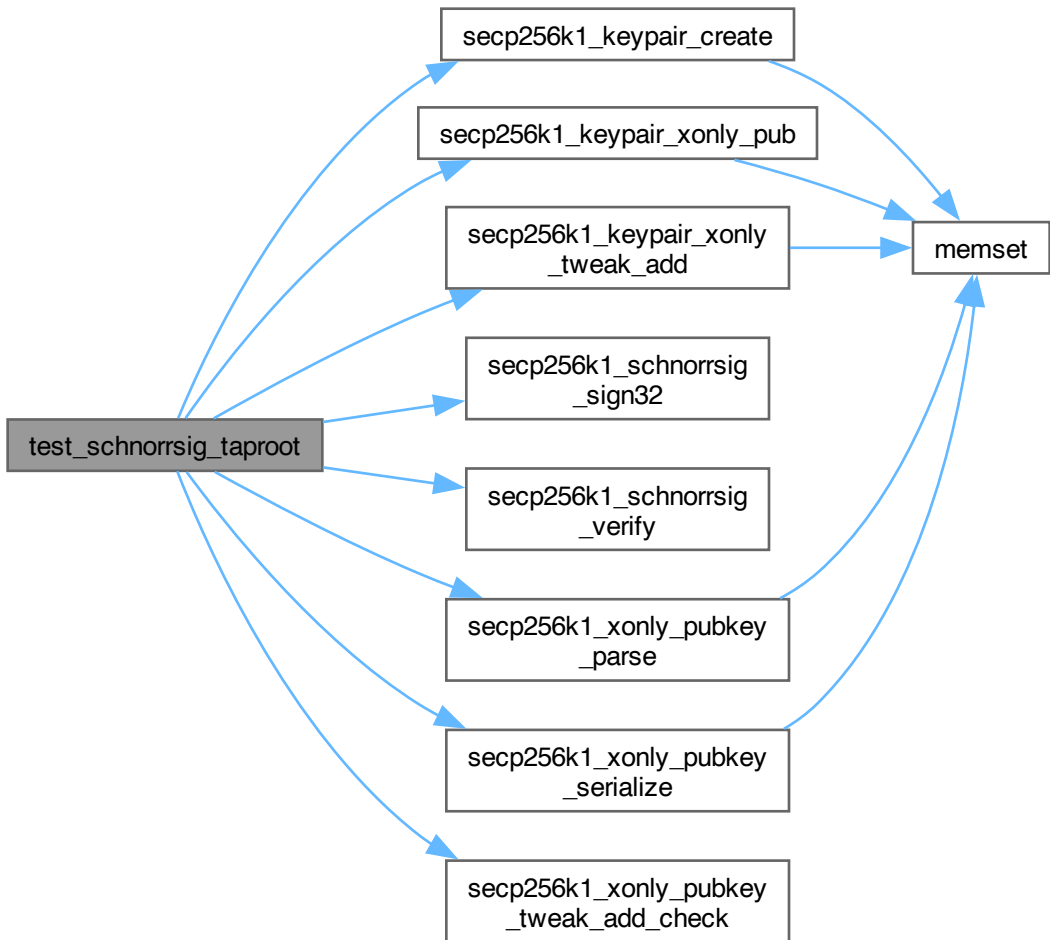 secp256k1_keypair_create
secp256k1_keypair_xonly_pub
secp256k1_keypair_xonly
_tweak_add
memset
secp256k1_schnorrsig
_sign32
test_schnorrsig_taproot
secp256k1_schnorrsig
_verify
secp256k1_xonly_pubkey
_parse
secp256k1_xonly_pubkey
_serialize
secp256k1_xonly_pubkey
_tweak_add_check